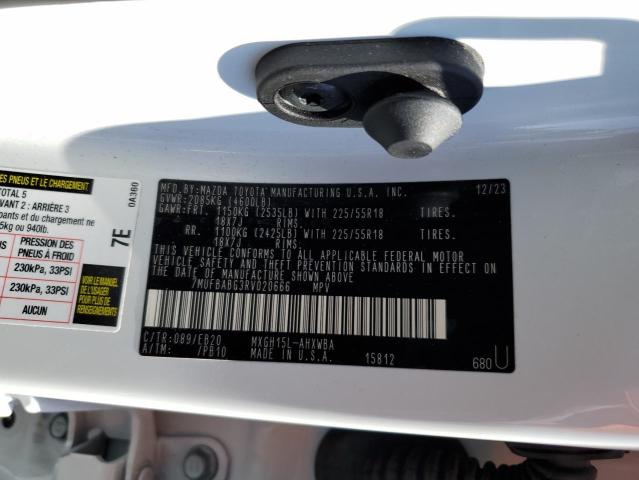 DES PNEUS ET LE CHARGEMENT
TOTAL 5
AVANT 2 : ARRIÈRE 3
pants et du chargement ne
5kg ou 940lb.
PRESSION DES
PNEUS À FROID
230kPa, 33PSI
230kPa, 33PSI
VOIR LE MANUEL
DE L'USAGER
POUR PLUS DE
RENSEIGNEMENTS
7E
0A360
MFD.BY:MAZDA TOYOTA MANUFACTURING U.S.A. INC. 12/23
GVWR:2085KG (4600LB)
GAWR:FRT. 1150KG (2535LB) WITH 225/55R18 TIRES.
18X7J RIMS.
RR. 1100KG (2425LB) WITH 225/55R18 TIRES.
18X7J RIMS.
THIS VEHICLE CONFORMS TO ALL APPLICABLE FEDERAL MOTOR
VEHICLE SAFETY AND THEFT PREVENTION STANDARDS IN EFFECT
ON THE DATE OF MANUFACTURE SHOWN ABOVE.
7MUFBABG3RV020666 MPV
C/TR:089/EB20 MXGH15L-AHXWBA
A/TM: /PB10 MADE IN U.S.A. 15812
680U